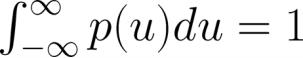 ∫_{-∞}^{∞} p(u)du = 1